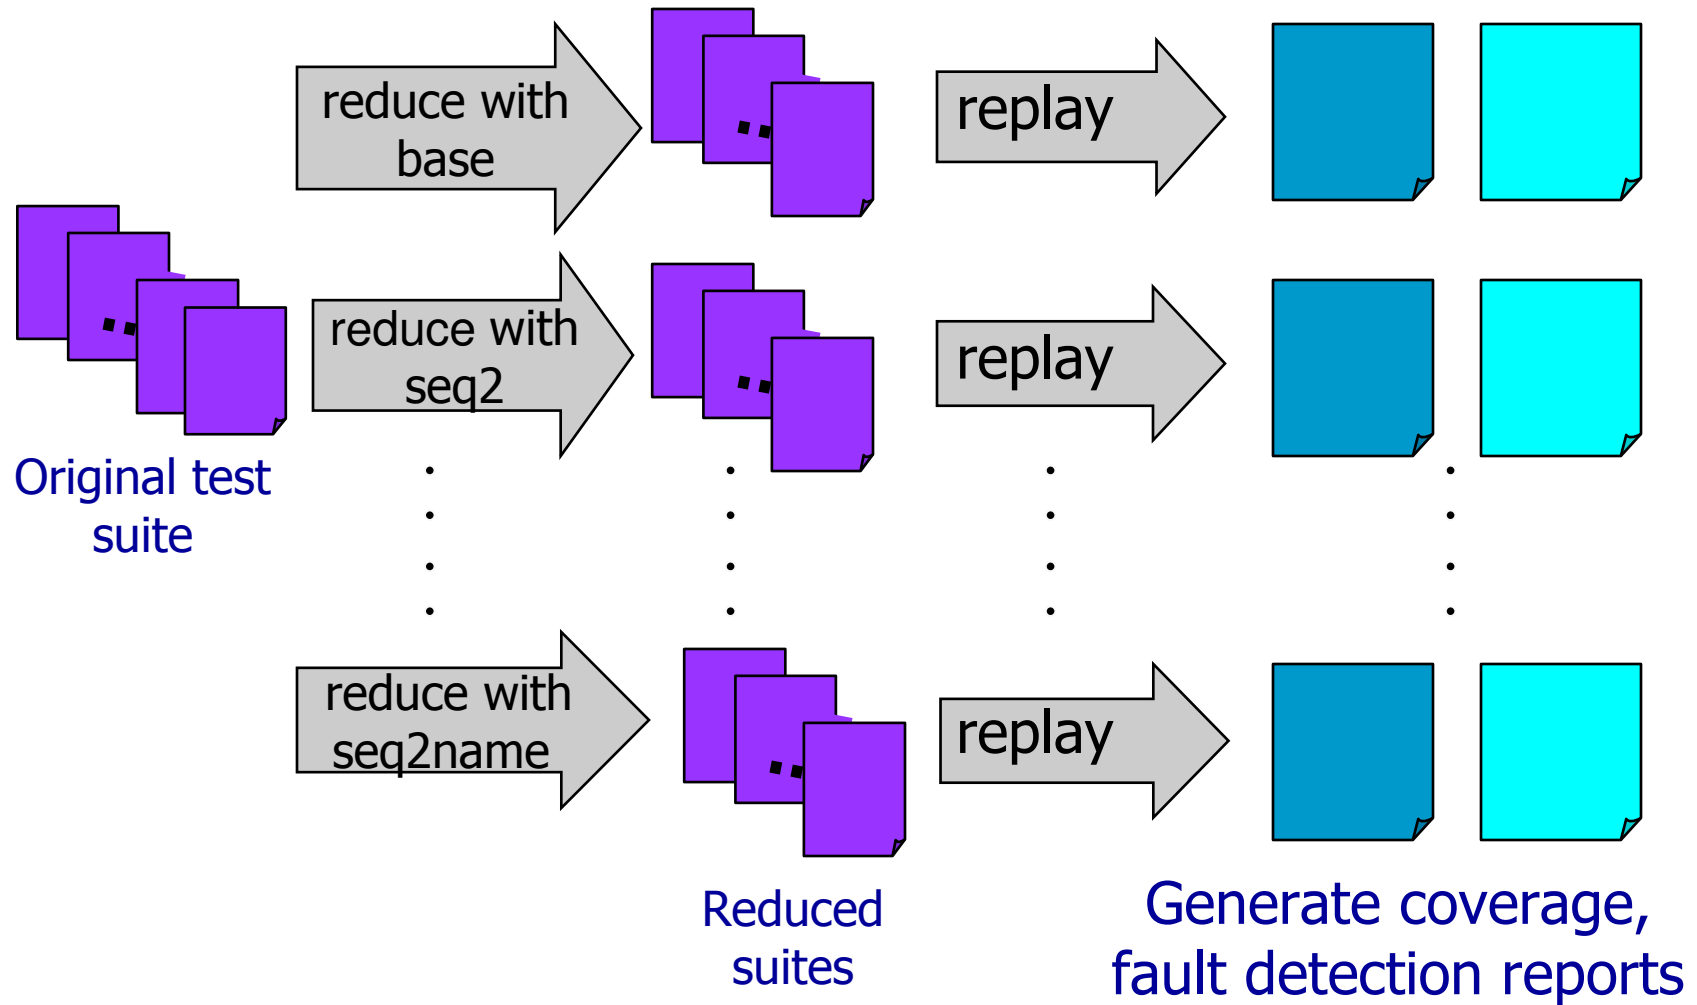 reduce with
base
replay
reduce with
seq2
replay
Original test
suite
reduce with
seq2name
replay
Reduced
suites
Generate coverage,
fault detection reports